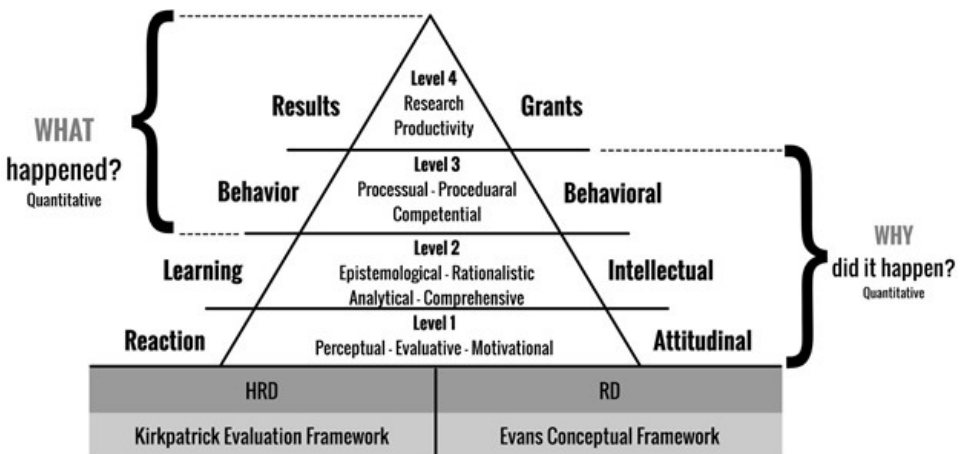 Level 4
Results
Research
Grants
Productivity
WHAT
happened?
Quantitative
Level 3
Behavior
Processual - Proceduaral
Behavioral
Competential
WHY
did it happen?
Quantitative
Level 2
Learning
Epistemological - Rationalistic
Intellectual
Analytical - Comprehensive
Level 1
Reaction
Perceptual - Evaluative - Motivational
Attitudinal
HRD
RD
Kirkpatrick Evaluation Framework
Evans Conceptual Framework